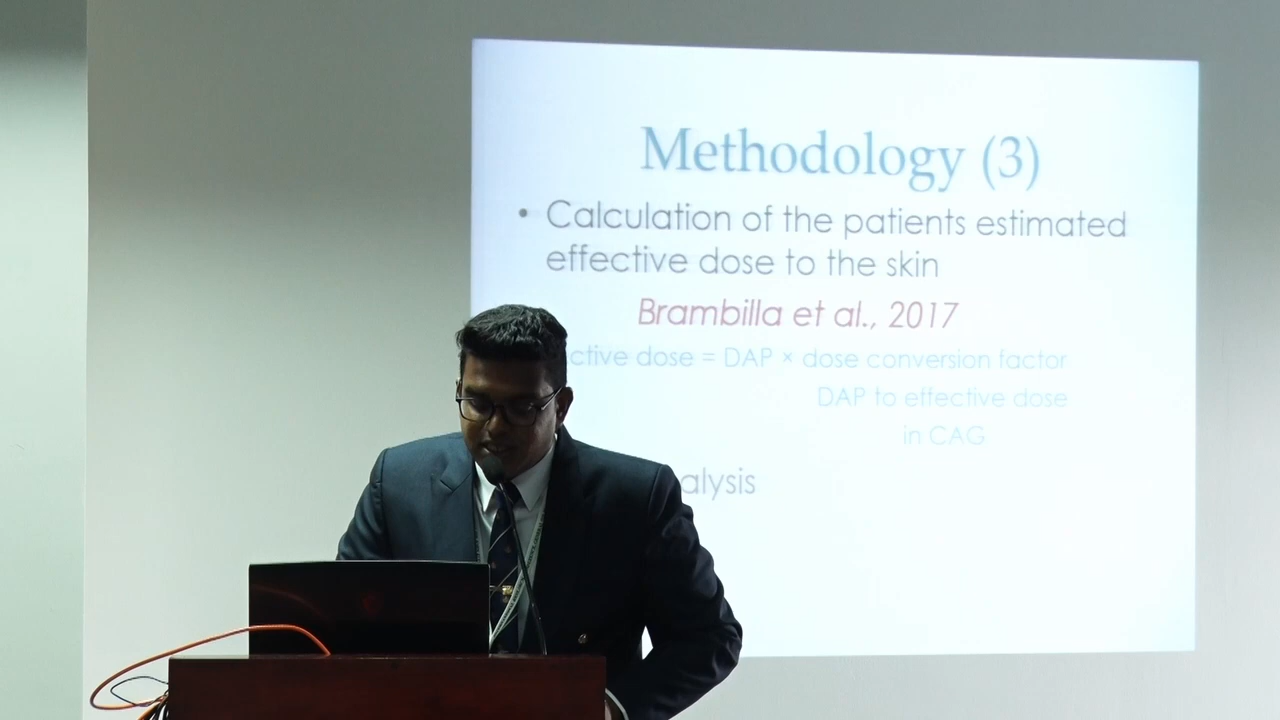 Methodology (3)
• Calculation of the patients estimated
effective dose to the skin
Brambilla et al., 2017
ctive dose = DAP × dose conversion factor
DAP to effective dose
in CAG
alysis